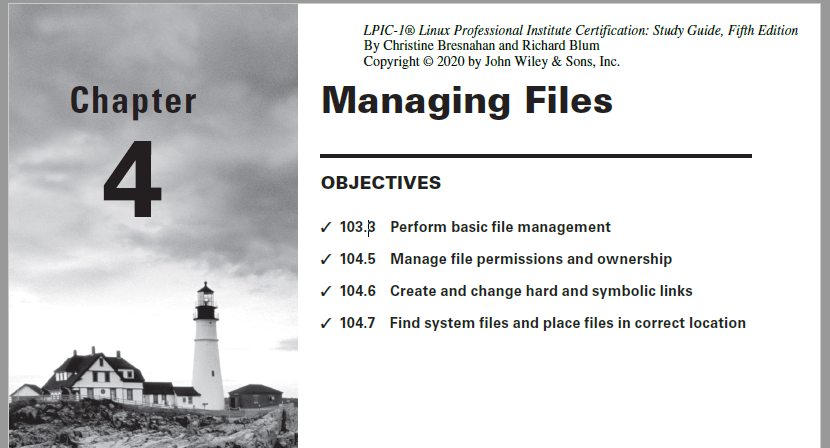 LPIC-1® Linux Professional Institute Certification: Study Guide, Fifth Edition
By Christine Bresnahan and Richard Blum
Copyright © 2020 by John Wiley & Sons, Inc.
Chapter
4
Managing Files
OBJECTIVES
✓ 103.3 Perform basic file management
✓ 104.5 Manage file permissions and ownership
✓ 104.6 Create and change hard and symbolic links
✓ 104.7 Find system files and place files in correct location